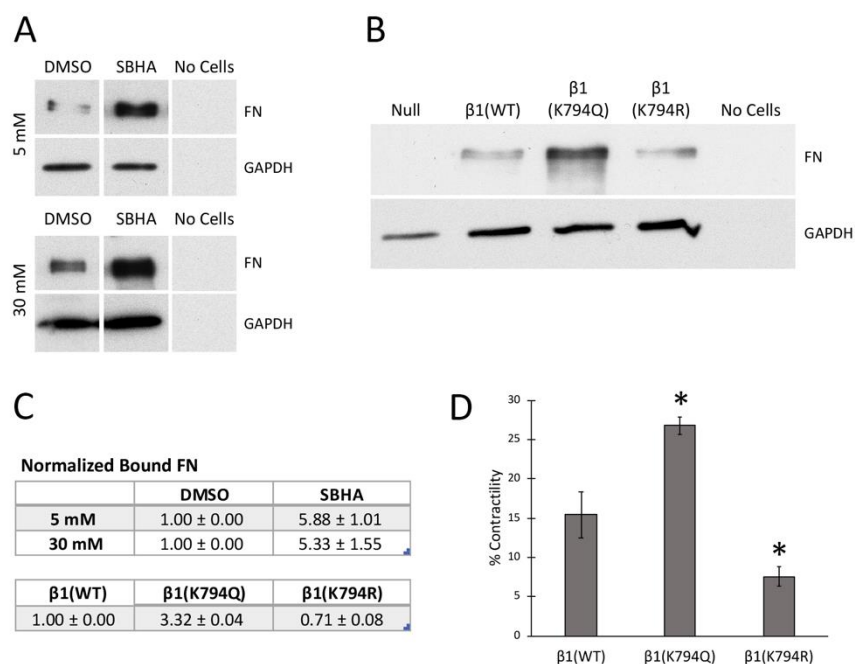 A
DMSO SBHA No Cells
5 mM
FN
GAPDH
DMSO SBHA No Cells
30 mM
FN
GAPDH
B
Null β1(WT) β1(K794Q) β1(K794R) No Cells
FN
GAPDH
C
Normalized Bound FN
DMSO SBHA
5 mM 1.00 ± 0.00 5.88 ± 1.01
30 mM 1.00 ± 0.00 5.33 ± 1.55
β1(WT) β1(K794Q) β1(K794R)
1.00 ± 0.00 3.32 ± 0.04 0.71 ± 0.08
D
% Contractility
30
25
20
15
10
5
0
* *
β1(WT) β1(K794Q) β1(K794R)